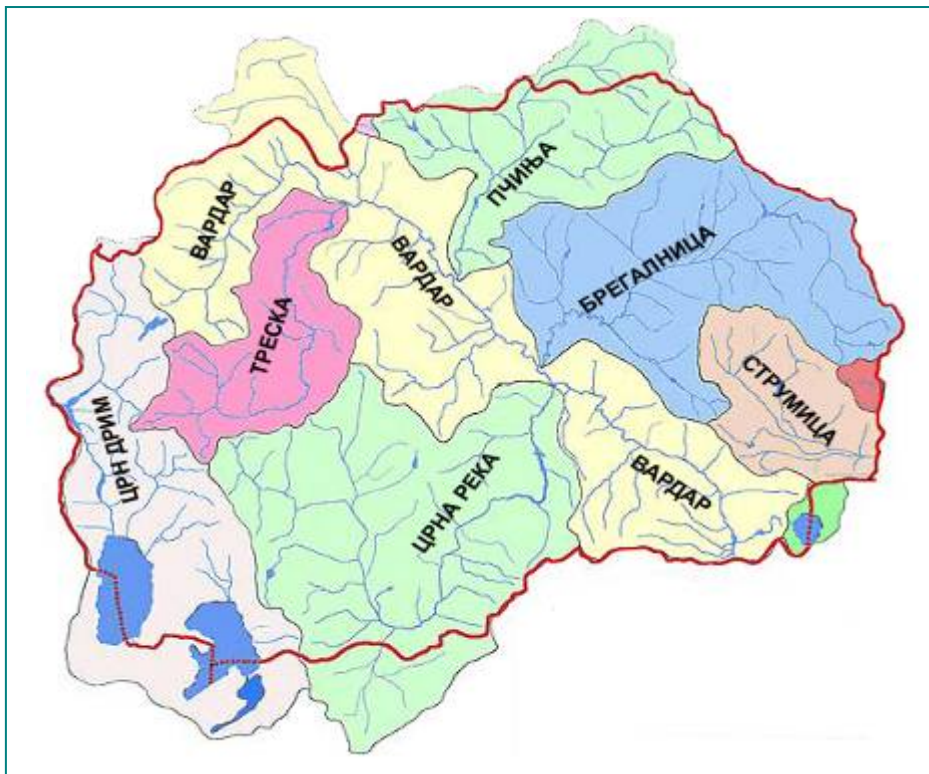 ПЧИЊА
ВАРДАР
ВАРДАР
БРЕГАЛНИЦА
ТРЕСКА
СТРУМИЦА
ЦРН ДРИМ
ЦРНА РЕКА
ВАРДАР